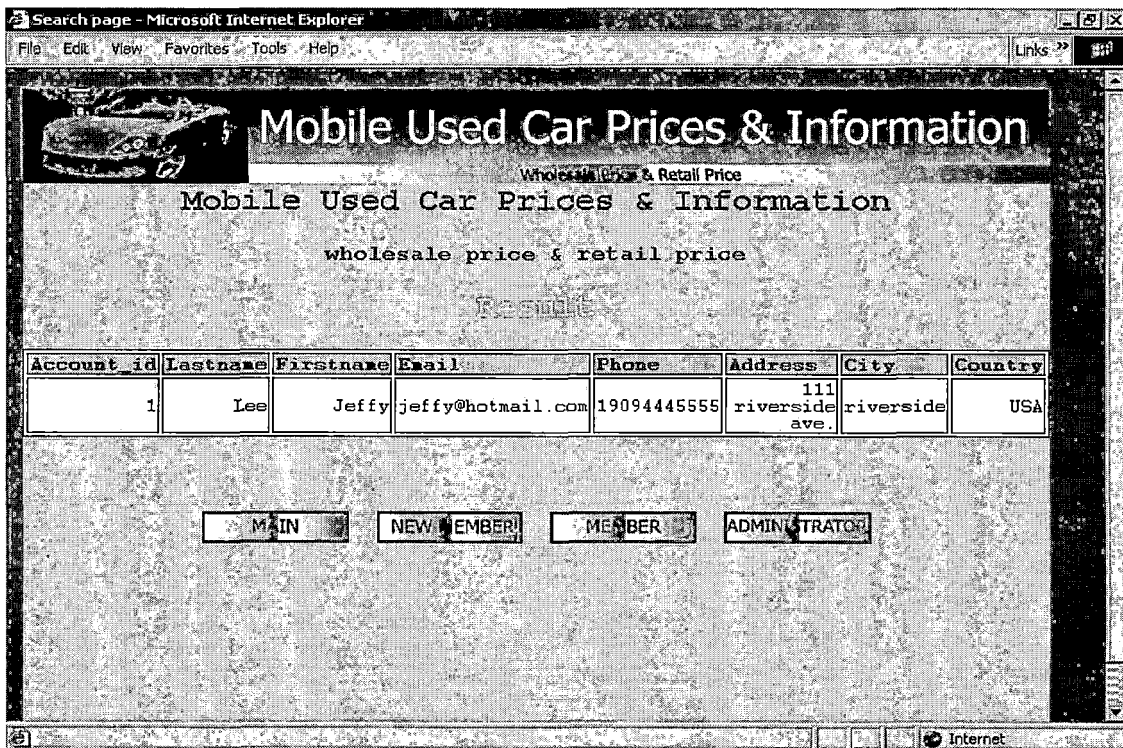 Search page - Microsoft Internet Explorer
File Edit View Favorites Tools Help Links »
Mobile Used Car Prices & Information
Wholesale Price & Retail Price
Mobile Used Car Prices & Information
wholesale price & retail price
Result
Account_id Lastname Firstname Email Phone Address City Country
1 Lee Jeffy jeffy@hotmail.com 19094445555 111 riverside ave. riverside USA
MAIN NEW MEMBER MEMBER ADMINISTRATOR
Internet